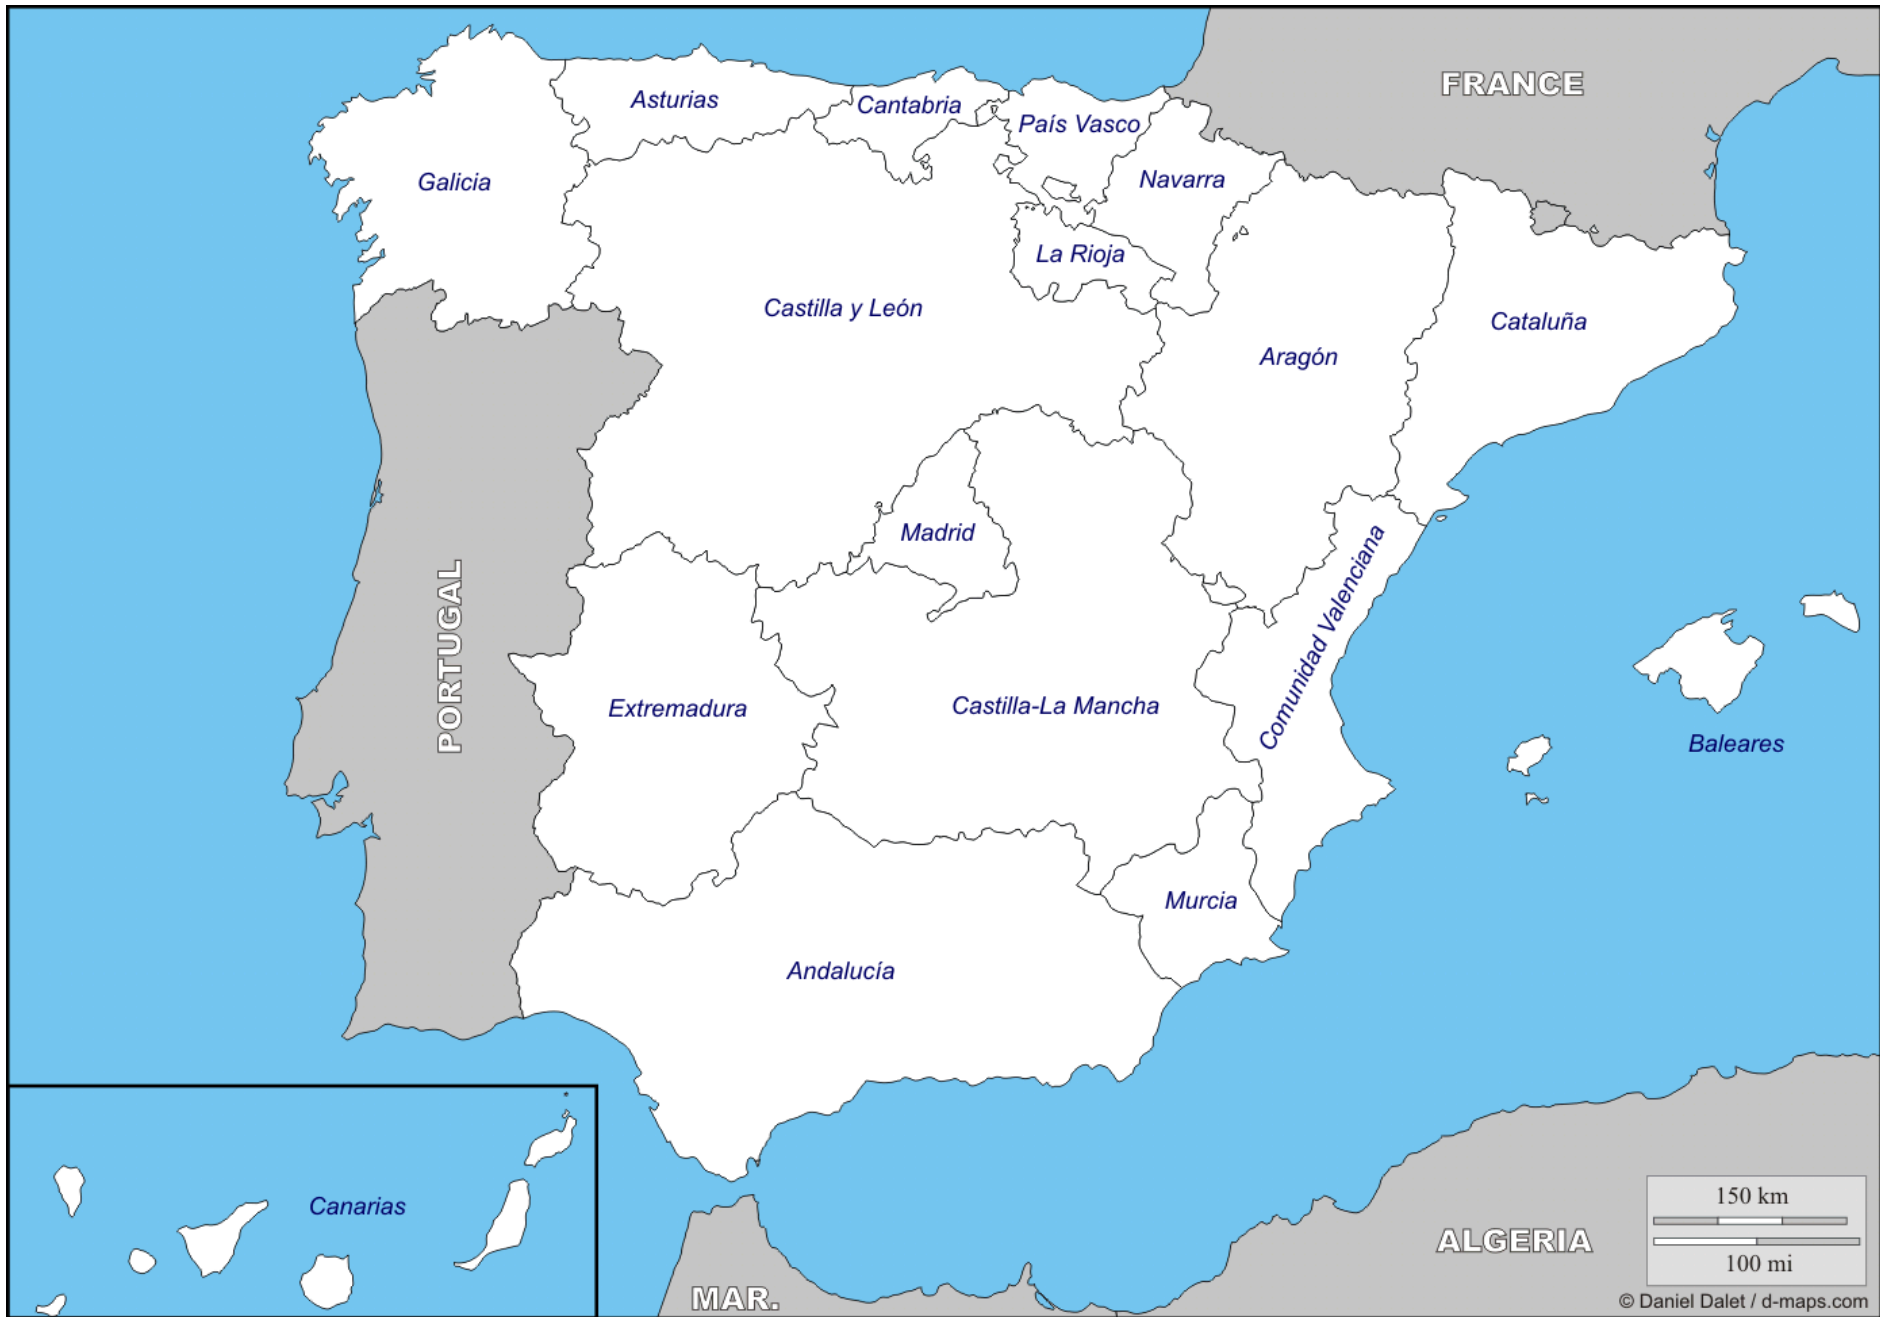 FRANCE
Asturias
Cantabria
País Vasco
Galicia
Navarra
La Rioja
Castilla y León
Cataluña
Aragón
Madrid
Comunidad Valenciana
PORTUGAL
Extremadura
Castilla-La Mancha
Baleares
Murcia
Andalucía
Canarias
150 km
ALGERIA
100 mi
MAR.
© Daniel Dalet / d-maps.com